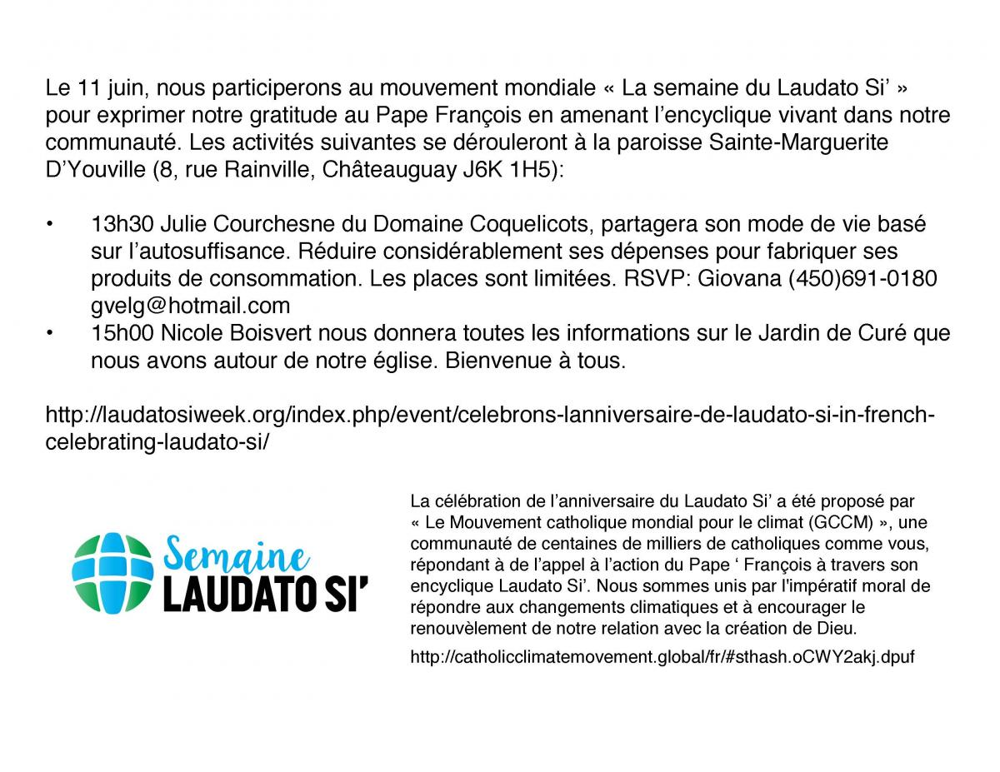 Le 11 juin, nous participerons au mouvement mondiale « La semaine du Laudato Si’ »
pour exprimer notre gratitude au Pape François en amenant l’encyclique vivant dans notre
communauté. Les activités suivantes se dérouleront à la paroisse Sainte-Marguerite
D’Youville (8, rue Rainville, Châteauguay J6K 1H5):
• 13h30 Julie Courchesne du Domaine Coquelicots, partagera son mode de vie basé
sur l’autosuffisance. Réduire considérablement ses dépenses pour fabriquer ses
produits de consommation. Les places sont limitées. RSVP: Giovana (450)691-0180
gvelg@hotmail.com
• 15h00 Nicole Boisvert nous donnera toutes les informations sur le Jardin de Curé que
nous avons autour de notre église. Bienvenue à tous.
http://laudatosiweek.org/index.php/event/celebrons-lanniversaire-de-laudato-si-in-french-
celebrating-laudato-si/
Semaine
LAUDATO SI’
La célébration de l’anniversaire du Laudato Si’ a été proposé par
« Le Mouvement catholique mondial pour le climat (GCCM) », une
communauté de centaines de milliers de catholiques comme vous,
répondant à de l’appel à l’action du Pape ‘ François à travers son
encyclique Laudato Si’. Nous sommes unis par l'impératif moral de
répondre aux changements climatiques et à encourager le
renouvèlement de notre relation avec la création de Dieu.
http://catholicclimatemovement.global/fr/#sthash.oCWY2akj.dpuf